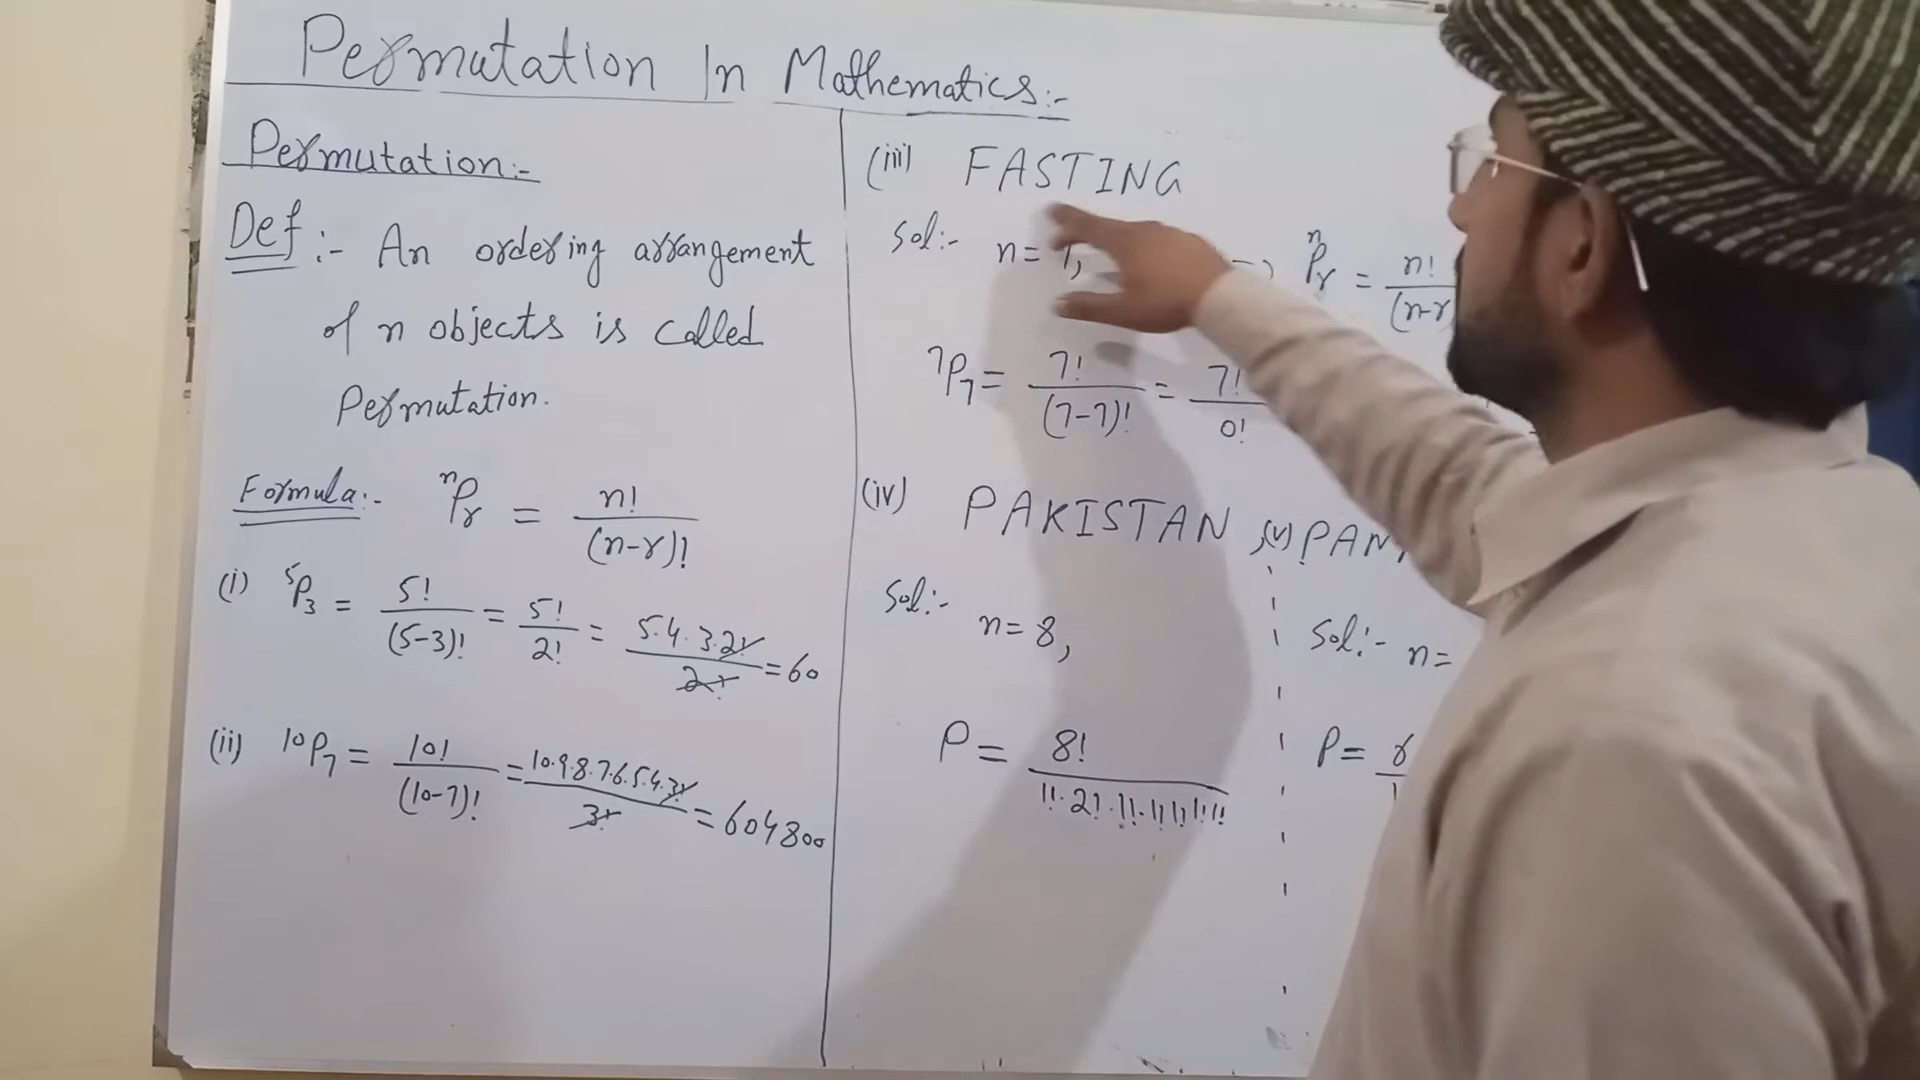 Permutation In Mathematics:-
Permutation:-
Def:- An ordering arrangement
of n objects is called
Permutation.
Formula:- ⁿPᵣ = n!/(n-r)!
(i) ⁵P₃ = 5!/(5-3)! = 5!/2! = 5.4.3.2!/2! = 60
(ii) ¹⁰P₇ = 10!/(10-7)! = 10.9.8.7.6.5.4.3!/3! = 604800
(iii) FASTING
Sol:- n=7, ⁿPᵣ = n!/(n-r)
⁷P₇ = 7!/(7-7)! = 7!/0!
(iv) PAKISTAN, (v) PAN
Sol:- n=8,
P = 8!/1!.2!.1!.1!1!1!1!
Sol:- n=
P=